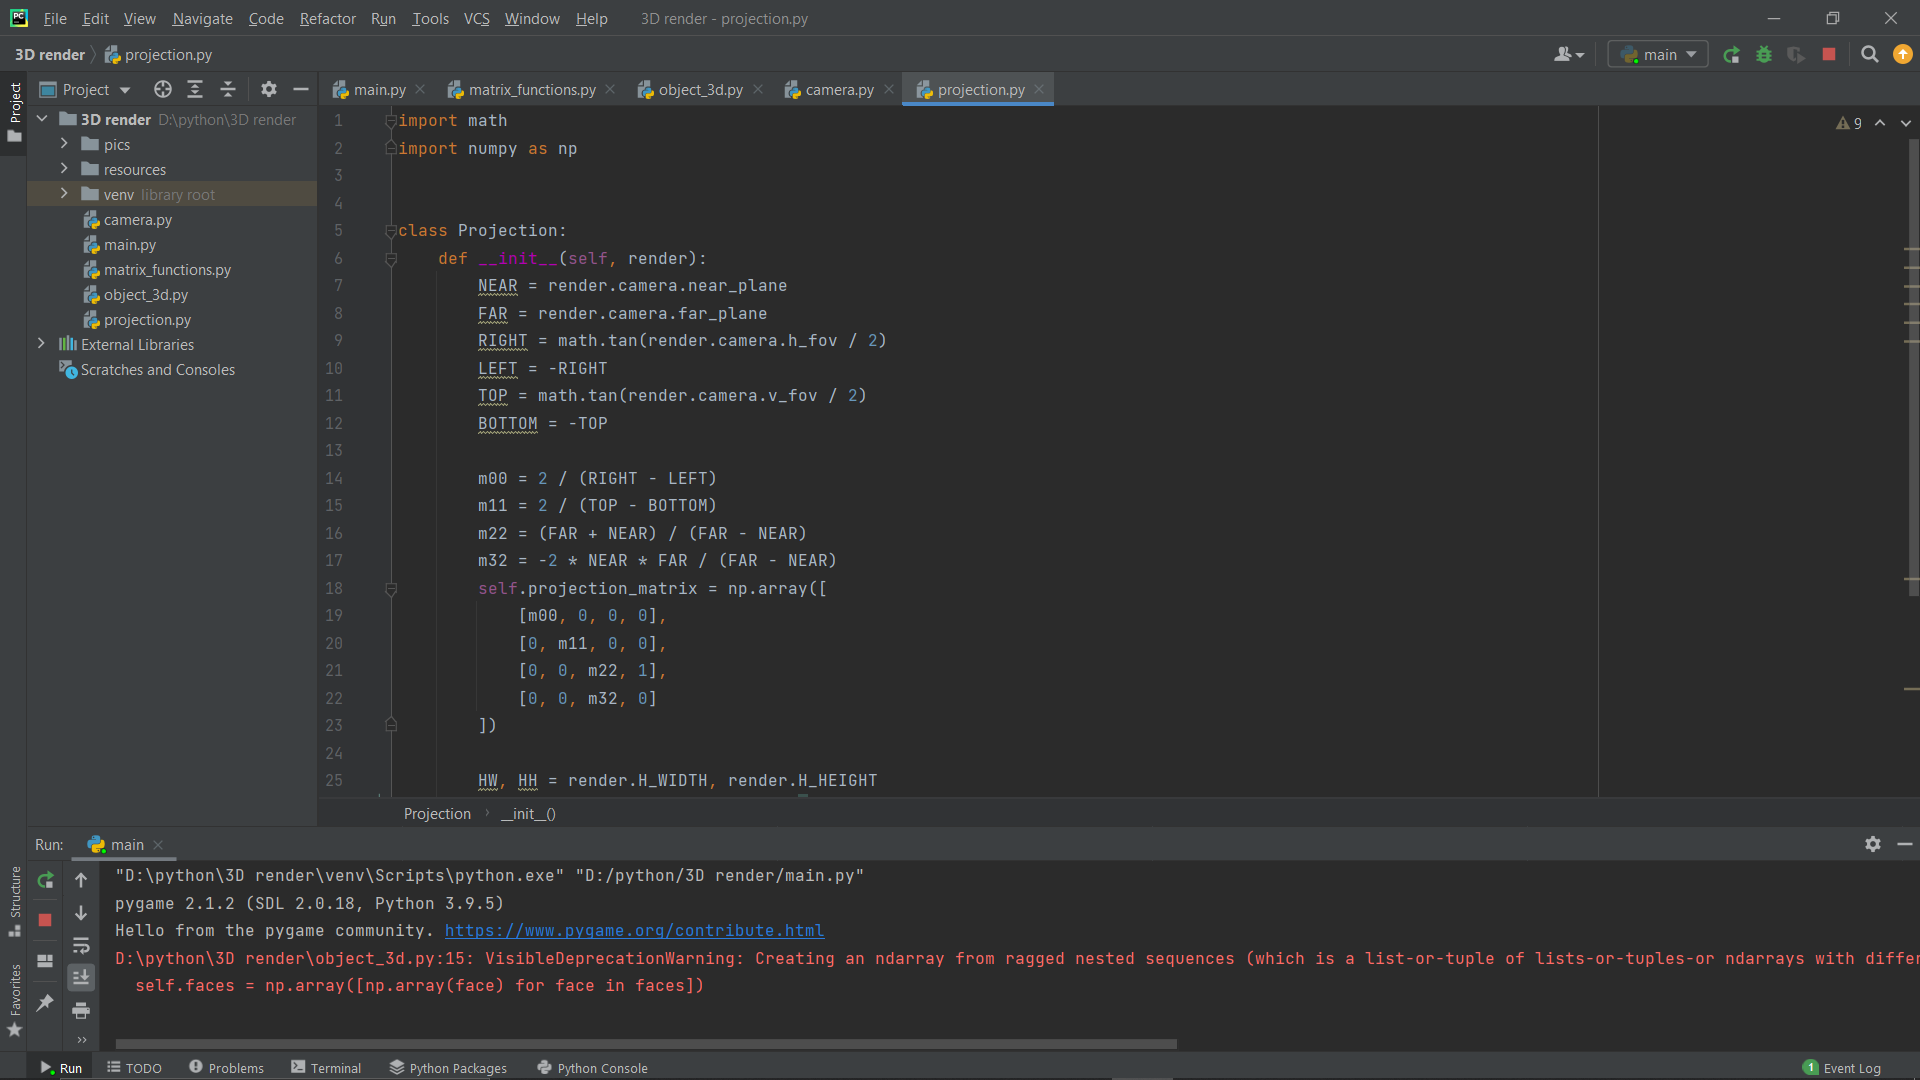 File Edit View Navigate Code Refactor Run Tools VCS Window Help 3D render - projection.py
3D render projection.py main
Project main.py matrix_functions.py object_3d.py camera.py projection.py
Project
3D render D:\python\3D render
pics
resources
venv library root
camera.py
main.py
matrix_functions.py
object_3d.py
projection.py
External Libraries
Scratches and Consoles
9
1 import math
2 import numpy as np
3
4
5 class Projection:
6 def __init__(self, render):
7 NEAR = render.camera.near_plane
8 FAR = render.camera.far_plane
9 RIGHT = math.tan(render.camera.h_fov / 2)
10 LEFT = -RIGHT
11 TOP = math.tan(render.camera.v_fov / 2)
12 BOTTOM = -TOP
13
14 m00 = 2 / (RIGHT - LEFT)
15 m11 = 2 / (TOP - BOTTOM)
16 m22 = (FAR + NEAR) / (FAR - NEAR)
17 m32 = -2 * NEAR * FAR / (FAR - NEAR)
18 self.projection_matrix = np.array([
19 [m00, 0, 0, 0],
20 [0, m11, 0, 0],
21 [0, 0, m22, 1],
22 [0, 0, m32, 0]
23 ])
24
25 HW, HH = render.H_WIDTH, render.H_HEIGHT
Projection __init__()
Run: main
Structure
Favorites
"D:\python\3D render\venv\Scripts\python.exe" "D:/python/3D render/main.py"
pygame 2.1.2 (SDL 2.0.18, Python 3.9.5)
Hello from the pygame community. https://www.pygame.org/contribute.html
D:\python\3D render\object_3d.py:15: VisibleDeprecationWarning: Creating an ndarray from ragged nested sequences (which is a list-or-tuple of lists-or-tuples-or ndarrays with differ
self.faces = np.array([np.array(face) for face in faces])
Run TODO Problems Terminal Python Packages Python Console 1 Event Log